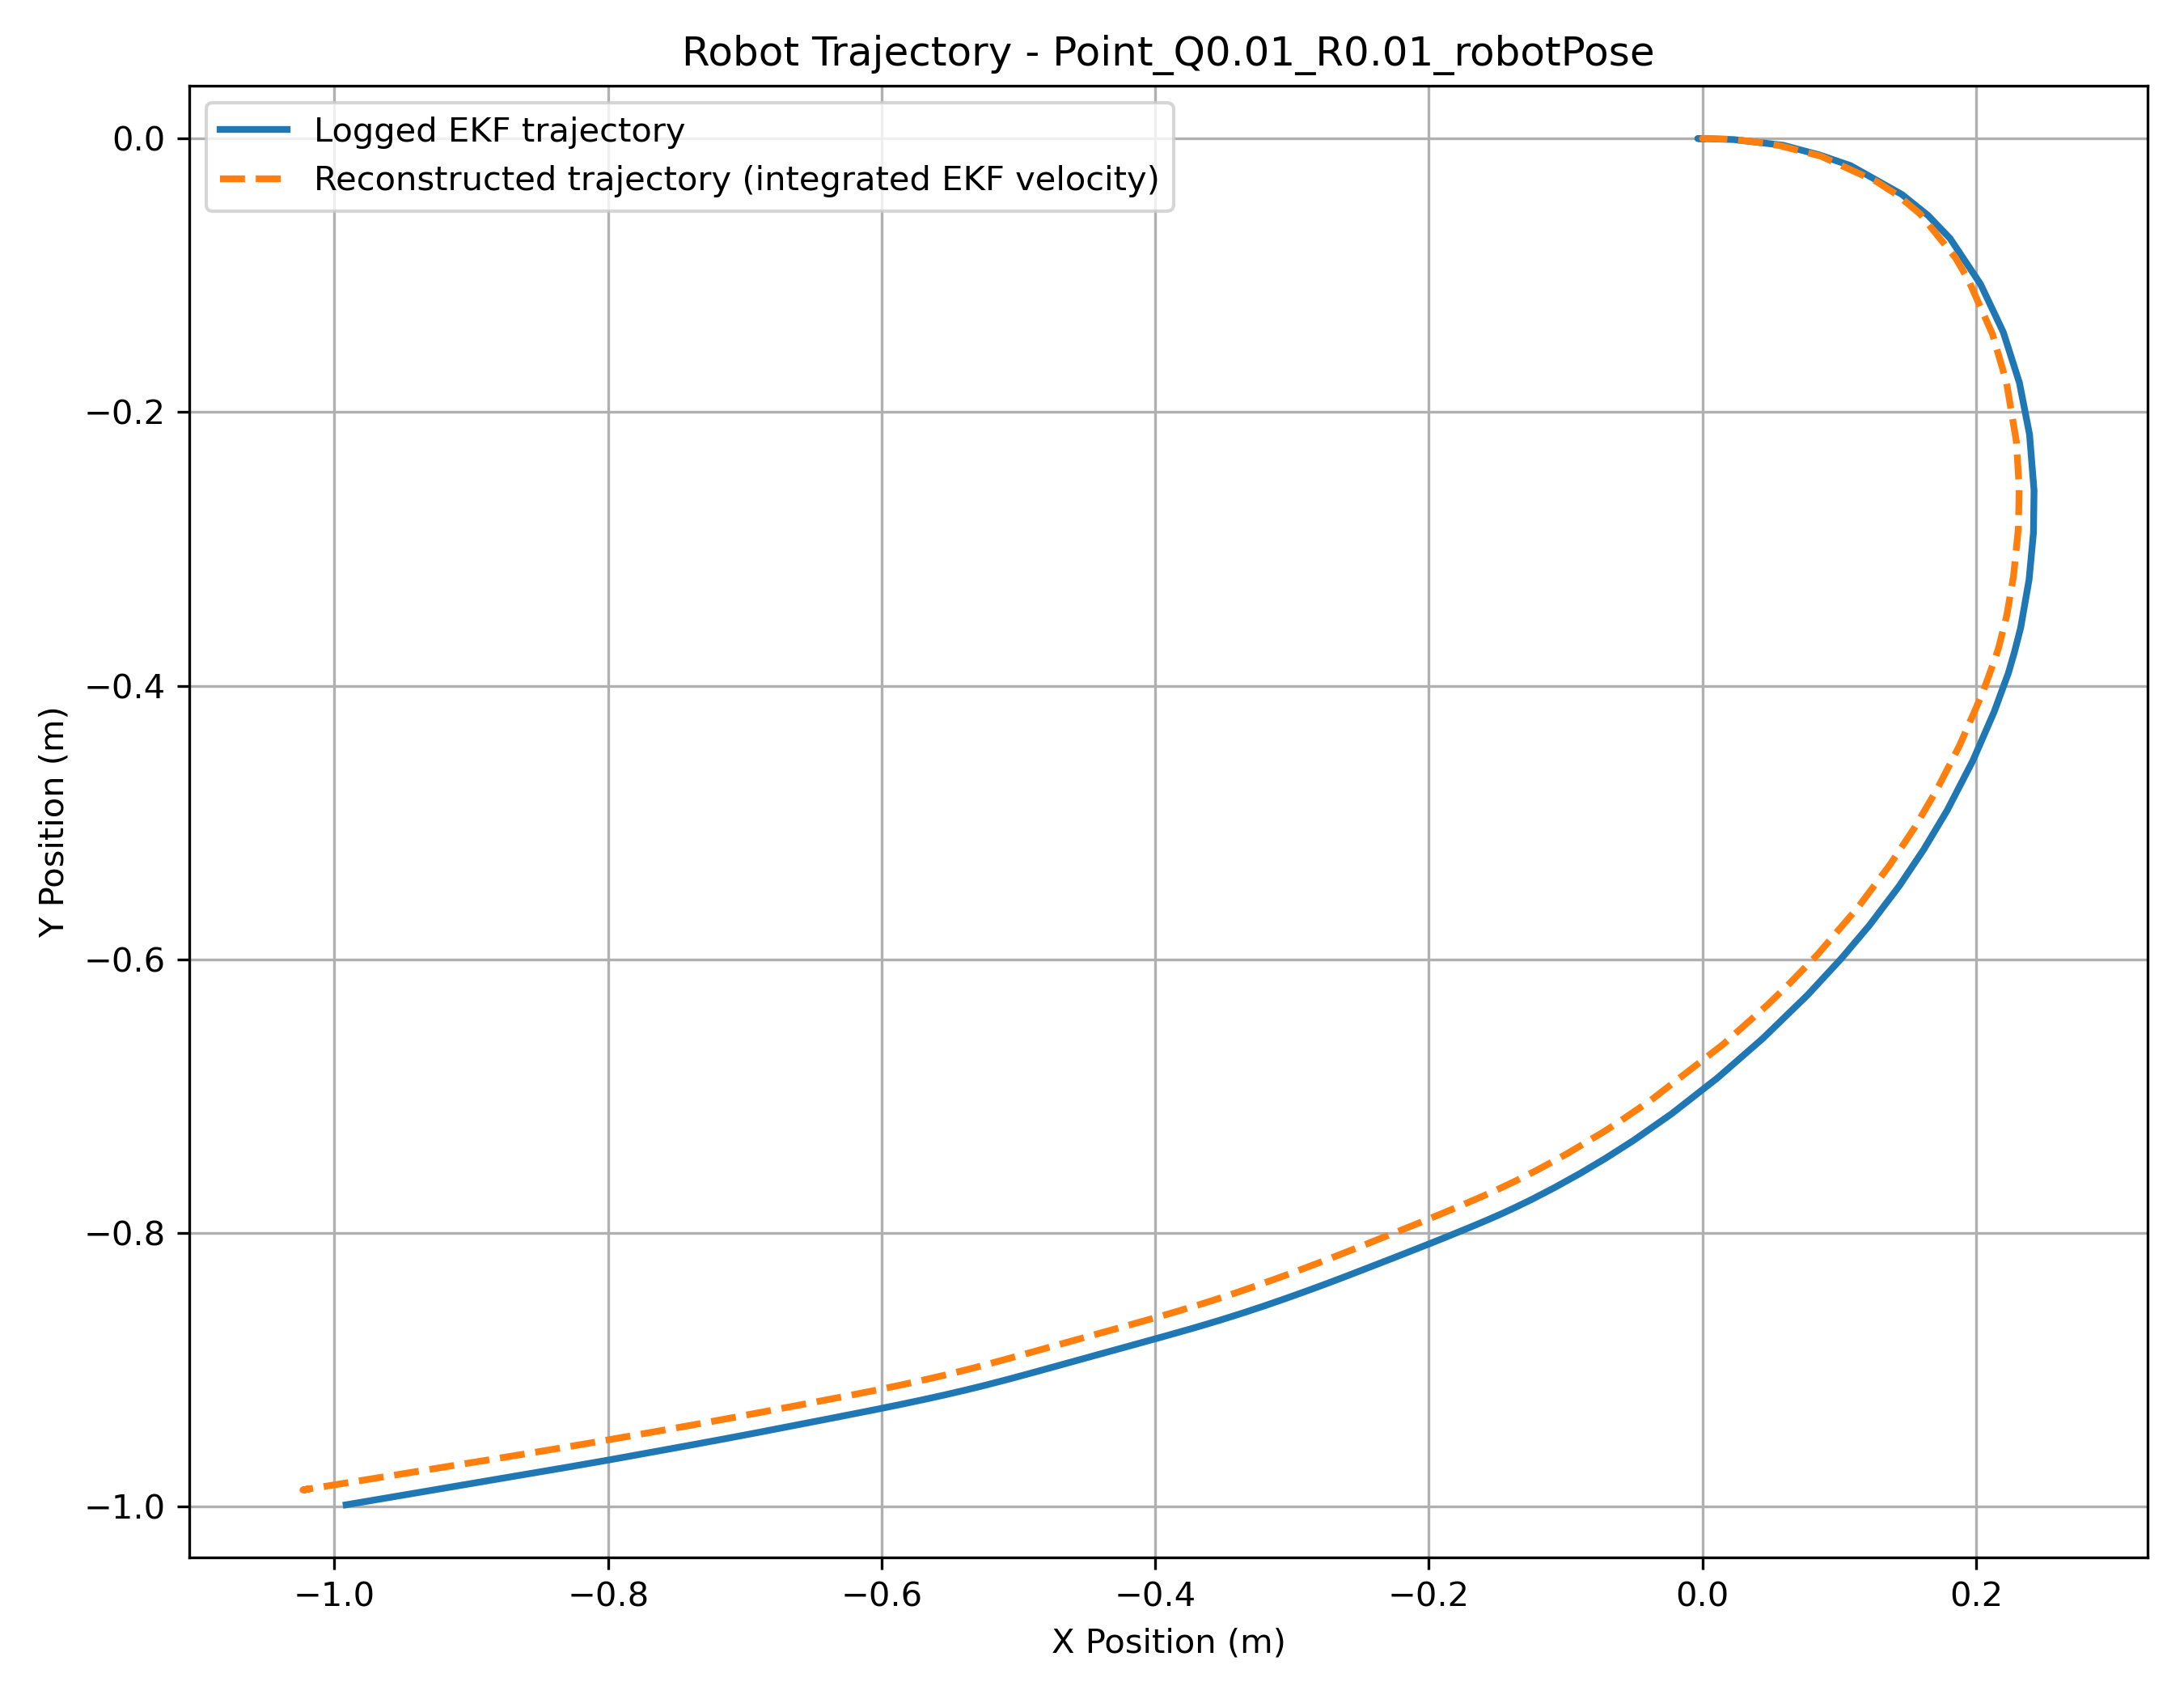 Robot Trajectory - Point_Q0.01_R0.01_robotPose
Logged EKF trajectory
Reconstructed trajectory (integrated EKF velocity)
0.0
−0.2
−0.4
−0.6
−0.8
−1.0
Y Position (m)
−1.0 −0.8 −0.6 −0.4 −0.2 0.0 0.2
X Position (m)